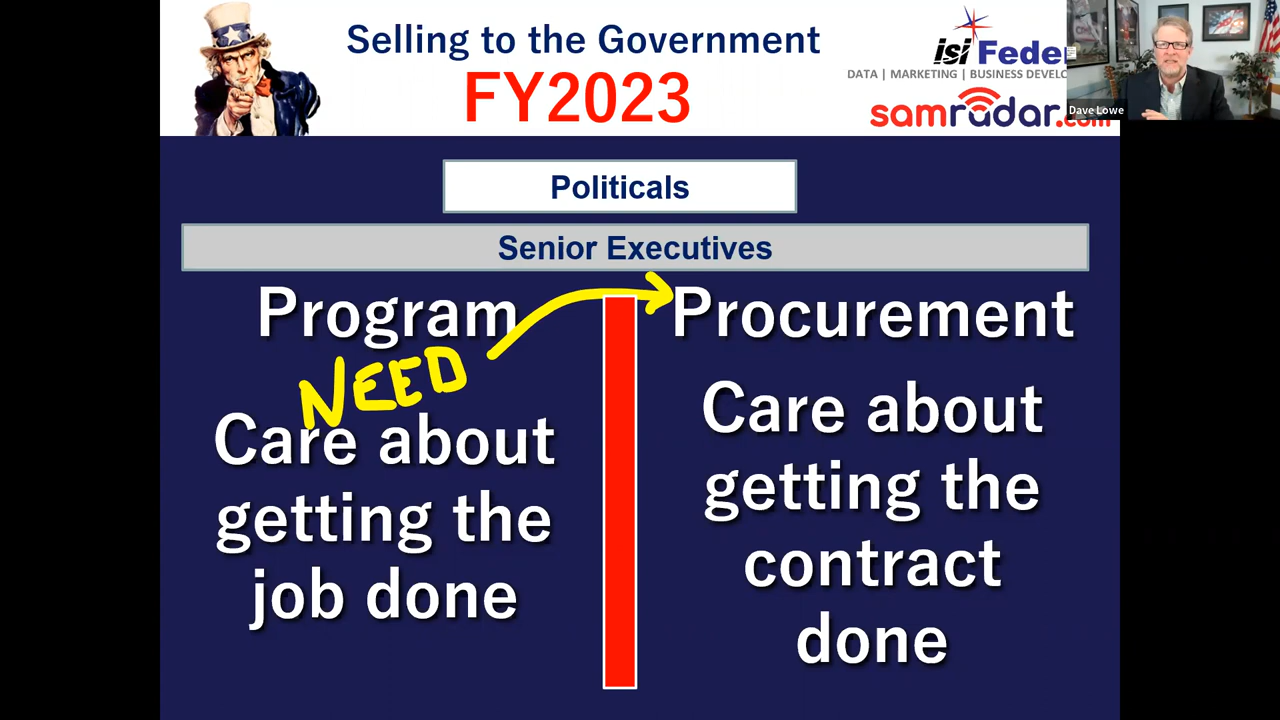 Selling to the Government
FY2023
isi Feder
DATA | MARKETING | BUSINESS DEVELO
samradar.com
Dave Lowe
Politicals
Senior Executives
Program
NEED
Care about
getting the
job done
Procurement
Care about
getting the
contract
done